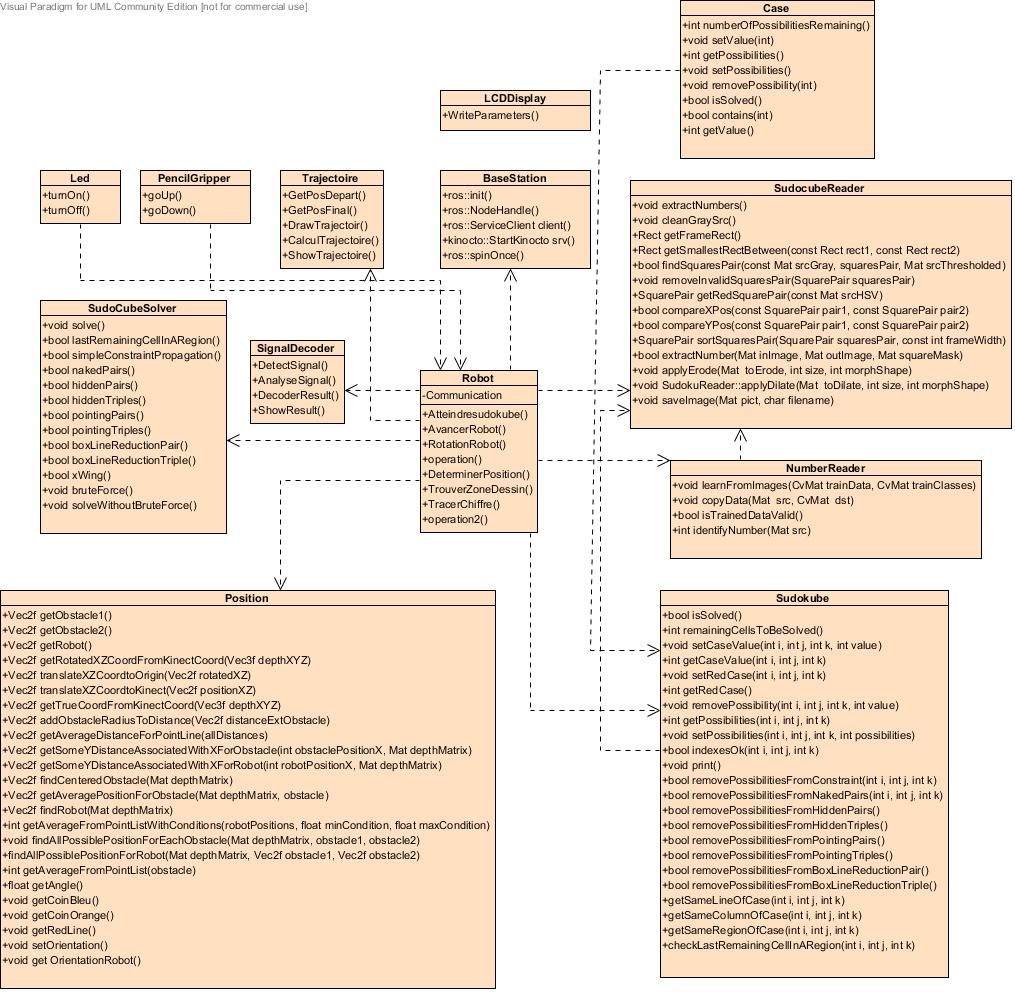 Visual Paradigm for UML Community Edition [not for commercial use]
Case
+int numberOfPossibilitiesRemaining()
+void setValue(int)
+int getPossibilities()
+void setPossibilities()
+void removePossibility(int)
+bool isSolved()
+bool contains(int)
+int getValue()
LCDDisplay
+WriteParameters()
Led
+turnOn()
+turnOff()
PencilGripper
+goUp()
+goDown()
Trajectoire
+GetPosDepart()
+GetPosFinal()
+DrawTrajectoir()
+CalculTrajectoire()
+ShowTrajectoire()
BaseStation
+ros::init()
+ros::NodeHandle()
+ros::ServiceClient client()
+kinocto::StartKinocto srv()
+ros::spinOnce()
SudocubeReader
+void extractNumbers()
+void cleanGraySrc()
+Rect getFrameRect()
+Rect getSmallestRectBetween(const Rect rect1, const Rect rect2)
+bool findSquaresPair(const Mat srcGray, squaresPair, Mat srcThresholded)
+void removeInvalidSquaresPair(SquarePair squaresPair)
+SquarePair getRedSquarePair(const Mat srcHSV)
+bool compareXPos(const SquarePair pair1, const SquarePair pair2)
+bool compareYPos(const SquarePair pair1, const SquarePair pair2)
+SquarePair sortSquaresPair(SquarePair squaresPair, const int frameWidth)
+bool extractNumber(Mat inImage, Mat outImage, Mat squareMask)
+void applyErode(Mat toErode, int size, int morphShape)
+void SudokuReader::applyDilate(Mat toDilate, int size, int morphShape)
+void saveImage(Mat pict, char filename)
SudoCubeSolver
+void solve()
+bool lastRemainingCellInARegion()
+bool simpleConstraintPropagation()
+bool nakedPairs()
+bool hiddenPairs()
+bool hiddenTriples()
+bool pointingPairs()
+bool pointingTriples()
+bool boxLineReductionPair()
+bool boxLineReductionTriple()
+bool xWing()
+void bruteForce()
+void solveWithoutBruteForce()
SignalDecoder
+DetectSignal()
+AnalyseSignal()
+DecoderResult()
+ShowResult()
Robot
-Communication
+Atteindresudokube()
+AvancerRobot()
+RotationRobot()
+operation()
+DeterminerPosition()
+TrouverZoneDessin()
+TracerChiffre()
+operation2()
NumberReader
+void learnFromImages(CvMat trainData, CvMat trainClasses)
+void copyData(Mat src, CvMat dst)
+bool isTrainedDataValid()
+int identifyNumber(Mat src)
Position
+Vec2f getObstacle1()
+Vec2f getObstacle2()
+Vec2f getRobot()
+Vec2f getRotatedXZCoordFromKinectCoord(Vec3f depthXYZ)
+Vec2f translateXZCoordtoOrigin(Vec2f rotatedXZ)
+Vec2f translateXZCoordtoKinect(Vec2f positionXZ)
+Vec2f getTrueCoordFromKinectCoord(Vec3f depthXYZ)
+Vec2f addObstacleRadiusToDistance(Vec2f distanceExtObstacle)
+Vec2f getAverageDistanceForPointLine(allDistances)
+Vec2f getSomeYDistanceAssociatedWithXForObstacle(int obstaclePositionX, Mat depthMatrix)
+Vec2f getSomeYDistanceAssociatedWithXForRobot(int robotPositionX, Mat depthMatrix)
+Vec2f findCenteredObstacle(Mat depthMatrix)
+Vec2f getAveragePositionForObstacle(Mat depthMatrix, obstacle)
+Vec2f findRobot(Mat depthMatrix)
+int getAverageFromPointListWithConditions(robotPositions, float minCondition, float maxCondition)
+void findAllPossiblePositionForEachObstacle(Mat depthMatrix, obstacle1, obstacle2)
+findAllPossiblePositionForRobot(Mat depthMatrix, Vec2f obstacle1, Vec2f obstacle2)
+int getAverageFromPointList(obstacle)
+float getAngle()
+void getCoinBleu()
+void getCoinOrange()
+void getRedLine()
+void setOrientation()
+void get OrientationRobot()
Sudokube
+bool isSolved()
+int remainingCellsToBeSolved()
+void setCaseValue(int i, int j, int k, int value)
+int getCaseValue(int i, int j, int k)
+void setRedCase(int i, int j, int k)
+int getRedCase()
+void removePossibility(int i, int j, int k, int value)
+int getPossibilities(int i, int j, int k)
+void setPossibilities(int i, int j, int k, int possibilities)
+bool indexesOk(int i, int j, int k)
+void print()
+bool removePossibilitiesFromConstraint(int i, int j, int k)
+bool removePossibilitiesFromNakedPairs(int i, int j, int k)
+bool removePossibilitiesFromHiddenPairs()
+bool removePossibilitiesFromHiddenTriples()
+bool removePossibilitiesFromPointingPairs()
+bool removePossibilitiesFromPointingTriples()
+bool removePossibilitiesFromBoxLineReductionPair()
+bool removePossibilitiesFromBoxLineReductionTriple()
+getSameLineOfCase(int i, int j, int k)
+getSameColumnOfCase(int i, int j, int k)
+getSameRegionOfCase(int i, int j, int k)
+checkLastRemainingCellInARegion(int i, int j, int k)